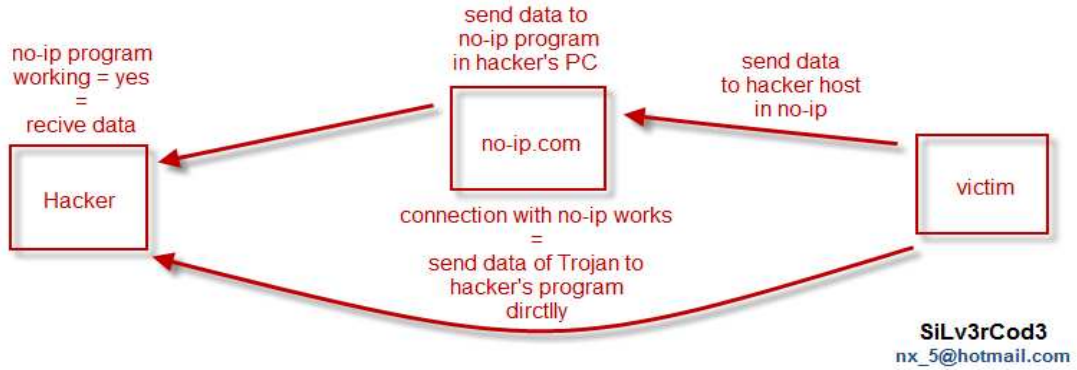 no-ip program
working = yes
=
recive data
Hacker
send data to
no-ip program
in hacker's PC
no-ip.com
connection with no-ip works
=
send data of Trojan to
hacker's program
dirctlly
send data
to hacker host
in no-ip
victim
SiLv3rCod3
nx_5@hotmail.com